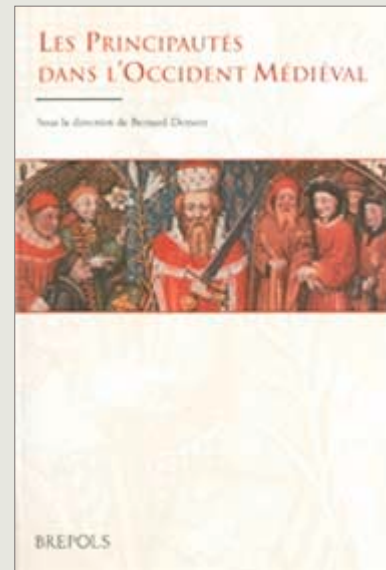 LES PRINCIPAUTÉS
DANS L'OCCIDENT MÉDIÉVAL
Sous la direction de Bernard Demotz
BREPOLS